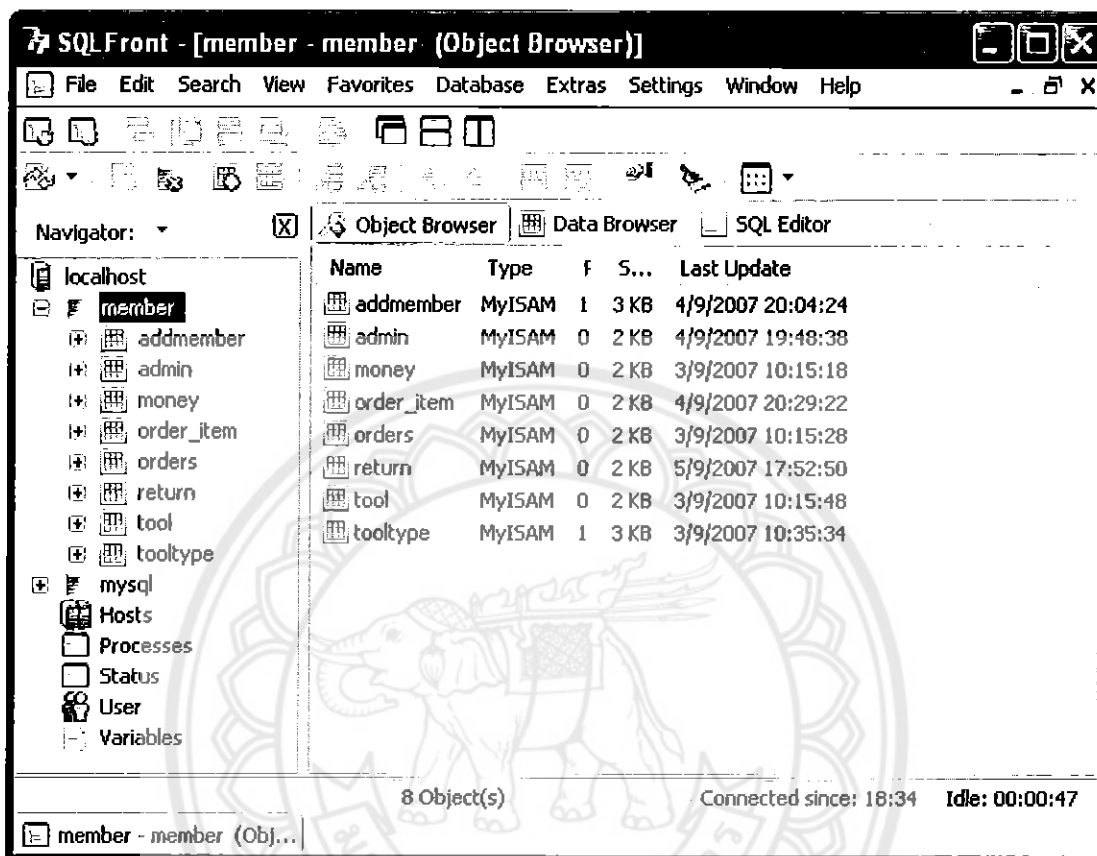 SQLFront - [member - member (Object Browser)]
File Edit Search View Favorites Database Extras Settings Window Help
Navigator:
Object Browser Data Browser SQL Editor
localhost
member
addmember
admin
money
order_item
orders
return
tool
tooltype
mysql
Hosts
Processes
Status
User
Variables
Name Type F S... Last Update
addmember MyISAM 1 3 KB 4/9/2007 20:04:24
admin MyISAM 0 2 KB 4/9/2007 19:48:38
money MyISAM 0 2 KB 3/9/2007 10:15:18
order_item MyISAM 0 2 KB 4/9/2007 20:29:22
orders MyISAM 0 2 KB 3/9/2007 10:15:28
return MyISAM 0 2 KB 5/9/2007 17:52:50
tool MyISAM 0 2 KB 3/9/2007 10:15:48
tooltype MyISAM 1 3 KB 3/9/2007 10:35:34
8 Object(s) Connected since: 18:34 Idle: 00:00:47
member - member (Obj...